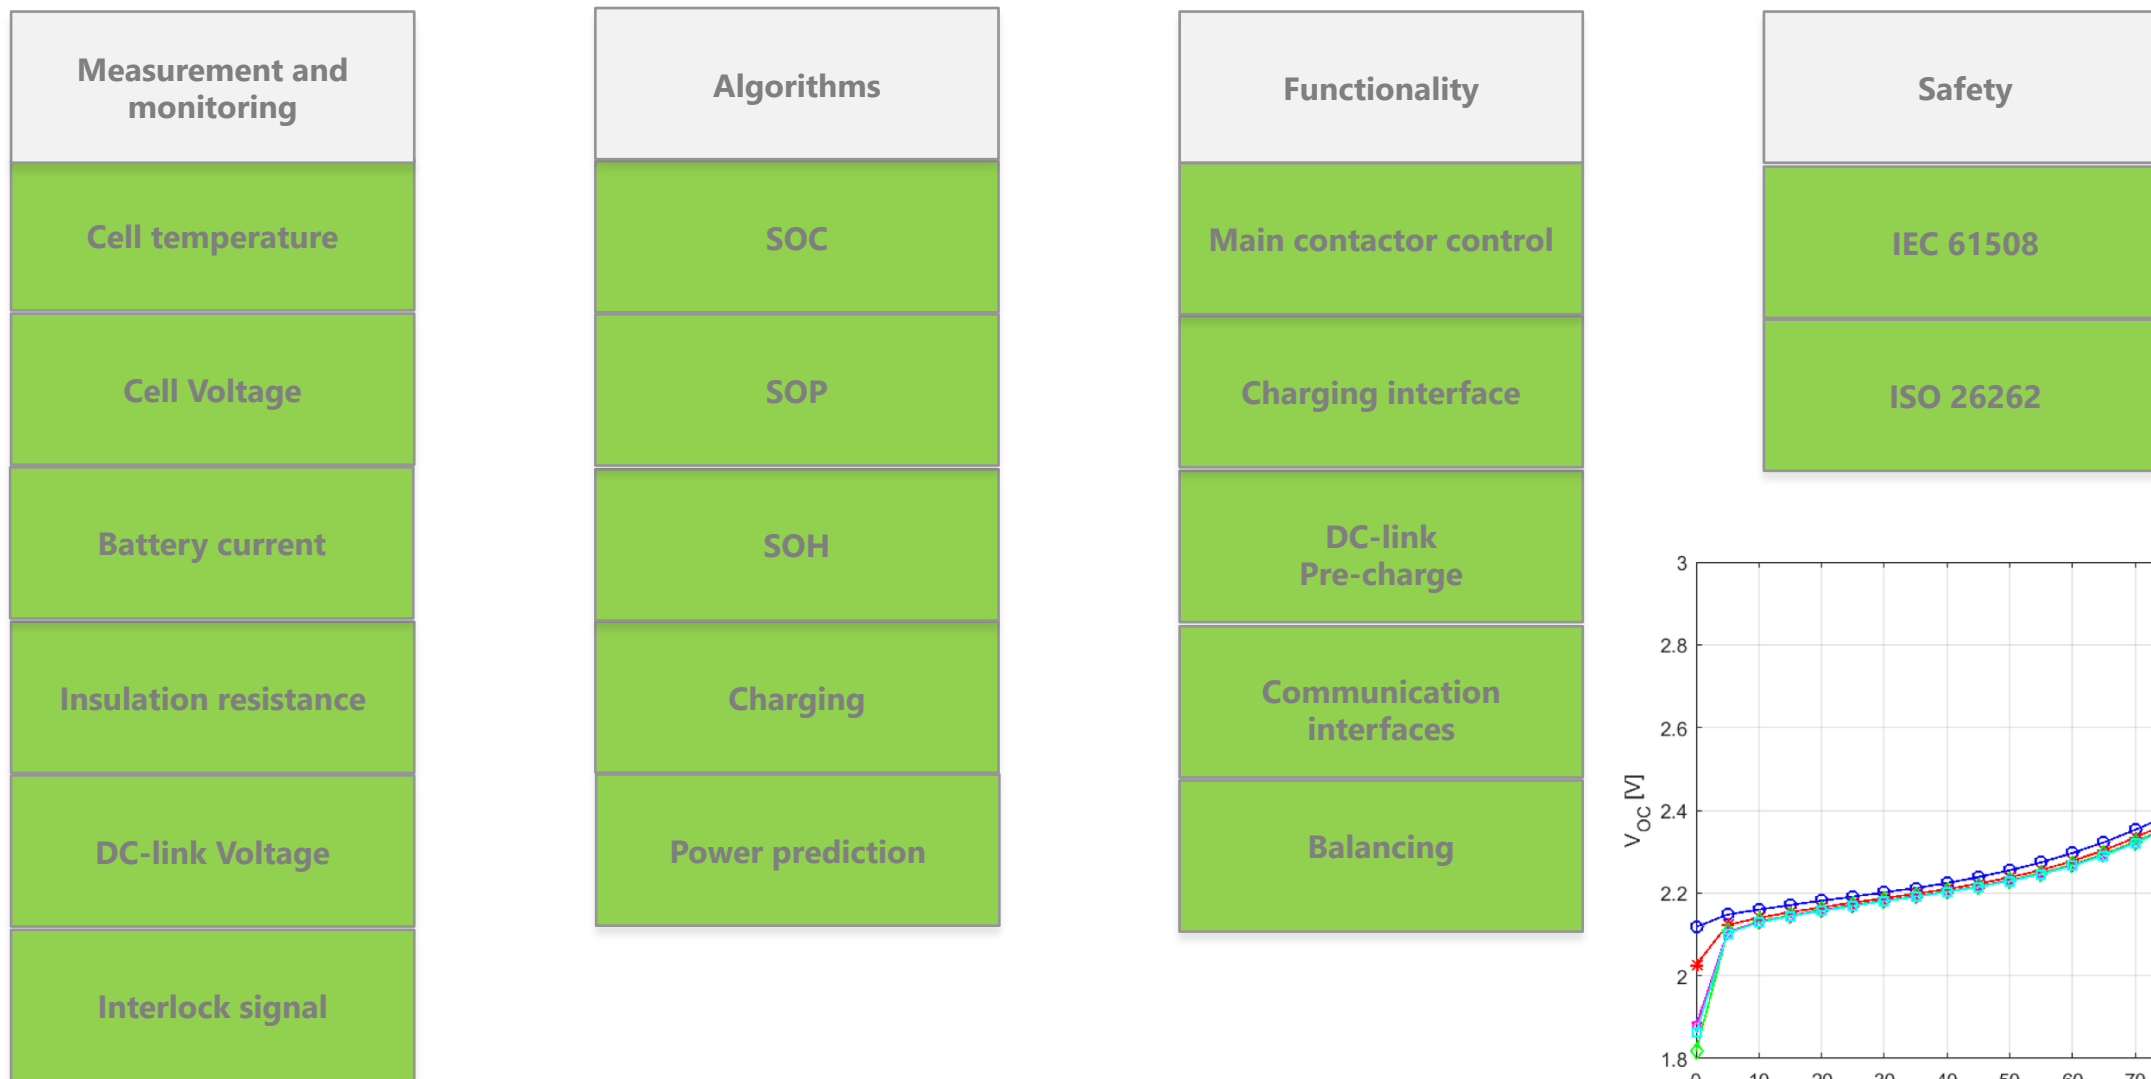 Measurement and
monitoring
Cell temperature
Cell Voltage
Battery current
Insulation resistance
DC-link Voltage
Interlock signal
Algorithms
SOC
SOP
SOH
Charging
Power prediction
Functionality
Main contactor control
Charging interface
DC-link
Pre-charge
Communication
interfaces
Balancing
Safety
IEC 61508
ISO 26262
V_OC [V]
3
2.8
2.6
2.4
2.2
2
1.8
0 10 20 30 40 50 60 70